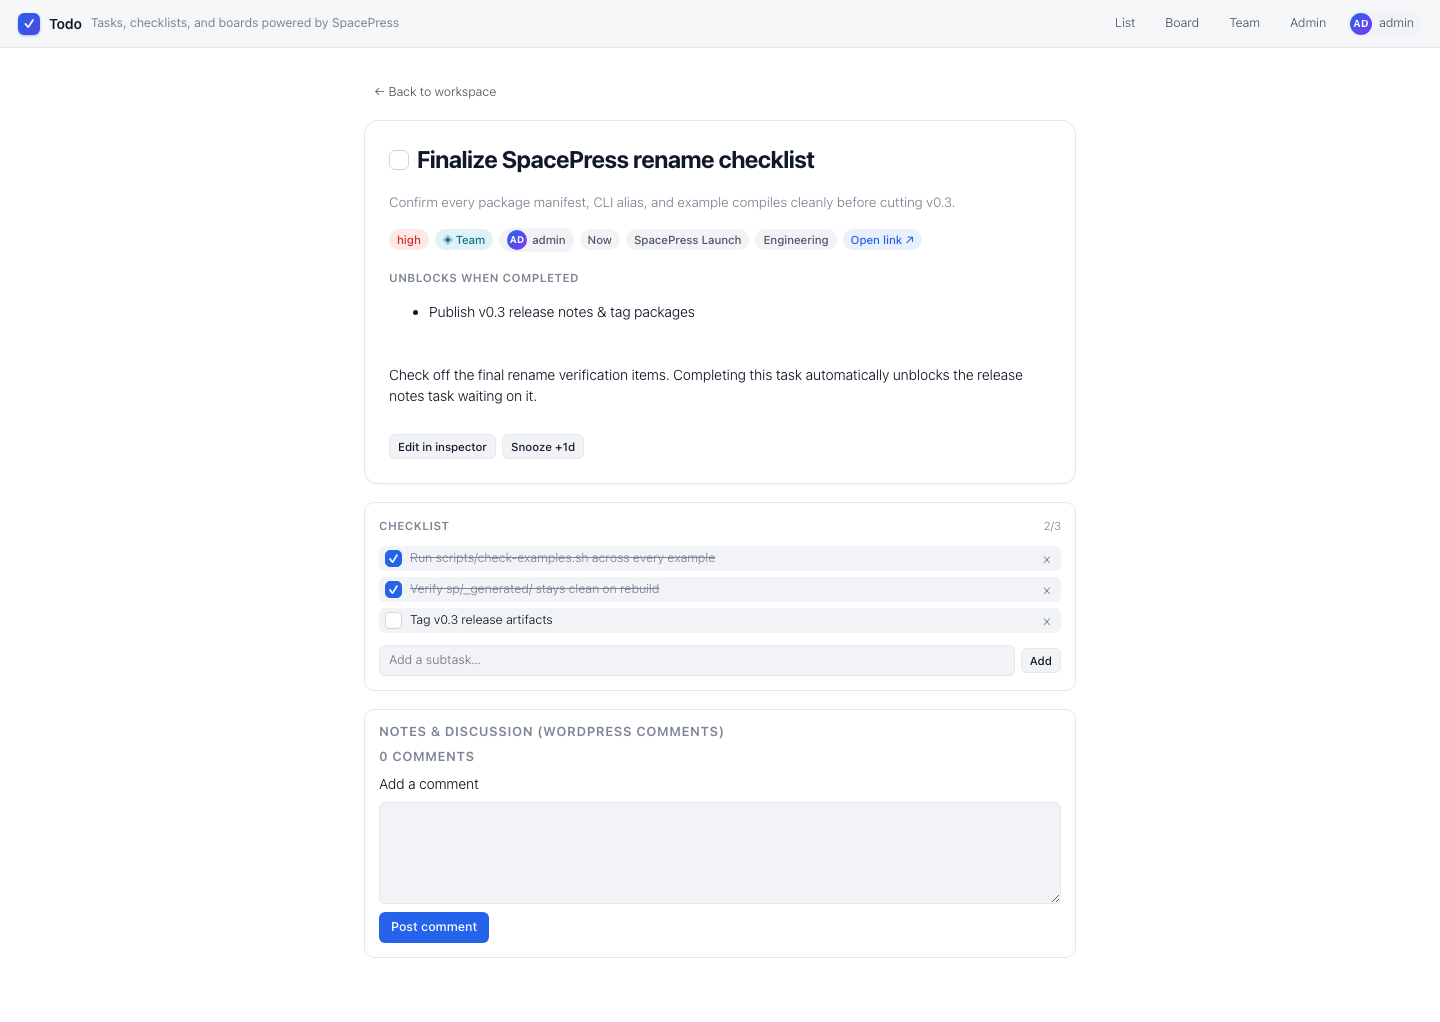 Todo Tasks, checklists, and boards powered by SpacePress List Board Team Admin AD admin
← Back to workspace
Finalize SpacePress rename checklist
Confirm every package manifest, CLI alias, and example compiles cleanly before cutting v0.3.
high ◈ Team AD admin Now SpacePress Launch Engineering Open link ↗
UNBLOCKS WHEN COMPLETED
• Publish v0.3 release notes & tag packages
Check off the final rename verification items. Completing this task automatically unblocks the release
notes task waiting on it.
Edit in inspector Snooze +1d
CHECKLIST 2/3
Run scripts/check-examples.sh across every example ×
Verify sp/_generated/ stays clean on rebuild ×
Tag v0.3 release artifacts ×
Add a subtask... Add
NOTES & DISCUSSION (WORDPRESS COMMENTS)
0 COMMENTS
Add a comment
Post comment